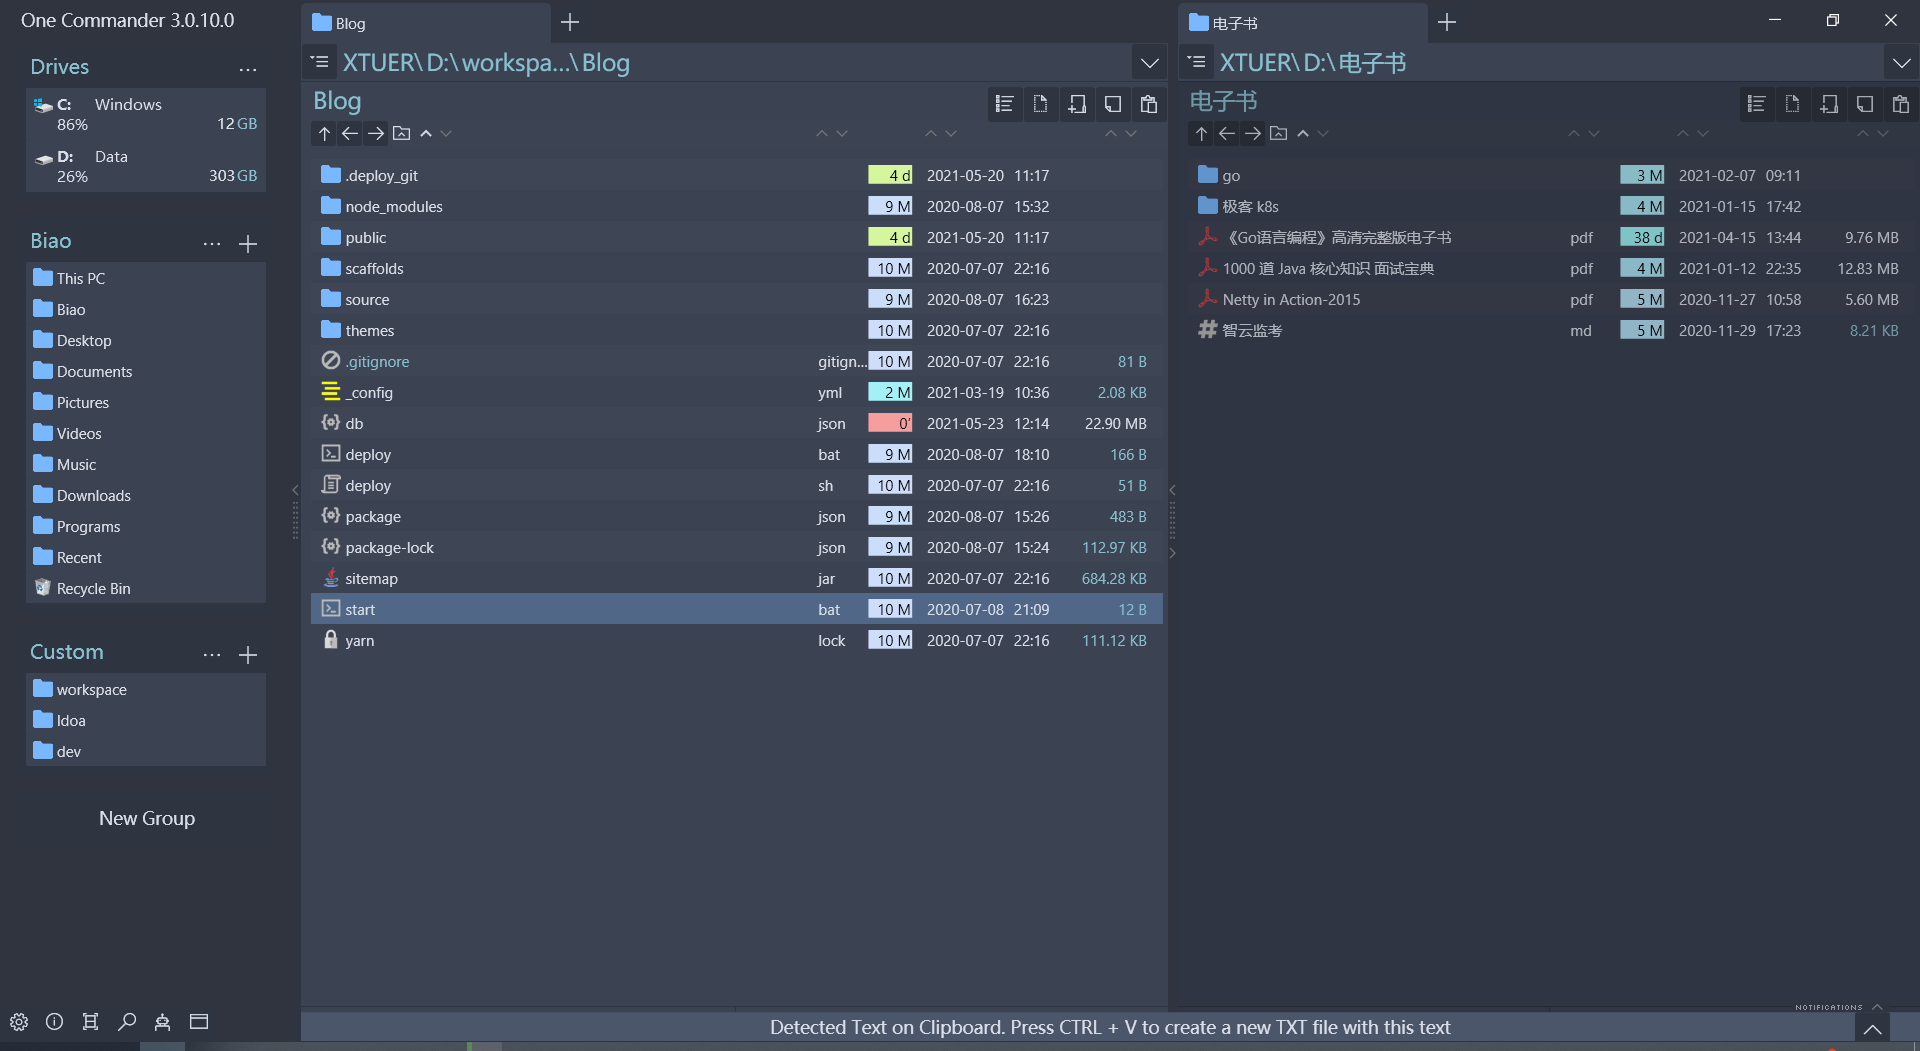 One Commander 3.0.10.0
Drives ...
C: Windows
86% 12 GB
D: Data
26% 303 GB
Biao ...
This PC
Biao
Desktop
Documents
Pictures
Videos
Music
Downloads
Programs
Recent
Recycle Bin
Custom ...
workspace
ldoa
dev
New Group
Blog
XTUER\ D:\ workspa...\ Blog
Blog
.deploy_git 4 d 2021-05-20 11:17
node_modules 9 M 2020-08-07 15:32
public 4 d 2021-05-20 11:17
scaffolds 10 M 2020-07-07 22:16
source 9 M 2020-08-07 16:23
themes 10 M 2020-07-07 22:16
.gitignore gitign... 10 M 2020-07-07 22:16 81 B
_config yml 2 M 2021-03-19 10:36 2.08 KB
db json 0' 2021-05-23 12:14 22.90 MB
deploy bat 9 M 2020-08-07 18:10 166 B
deploy sh 10 M 2020-07-07 22:16 51 B
package json 9 M 2020-08-07 15:26 483 B
package-lock json 9 M 2020-08-07 15:24 112.97 KB
sitemap jar 10 M 2020-07-07 22:16 684.28 KB
start bat 10 M 2020-07-08 21:09 12 B
yarn lock 10 M 2020-07-07 22:16 111.12 KB
电子书
XTUER\ D:\ 电子书
电子书
go 3 M 2021-02-07 09:11
极客 k8s 4 M 2021-01-15 17:42
《Go语言编程》高清完整版电子书 pdf 38 d 2021-04-15 13:44 9.76 MB
1000 道 Java 核心知识 面试宝典 pdf 4 M 2021-01-12 22:35 12.83 MB
Netty in Action-2015 pdf 5 M 2020-11-27 10:58 5.60 MB
智云监考 md 5 M 2020-11-29 17:23 8.21 KB
NOTIFICATIONS
Detected Text on Clipboard. Press CTRL + V to create a new TXT file with this text